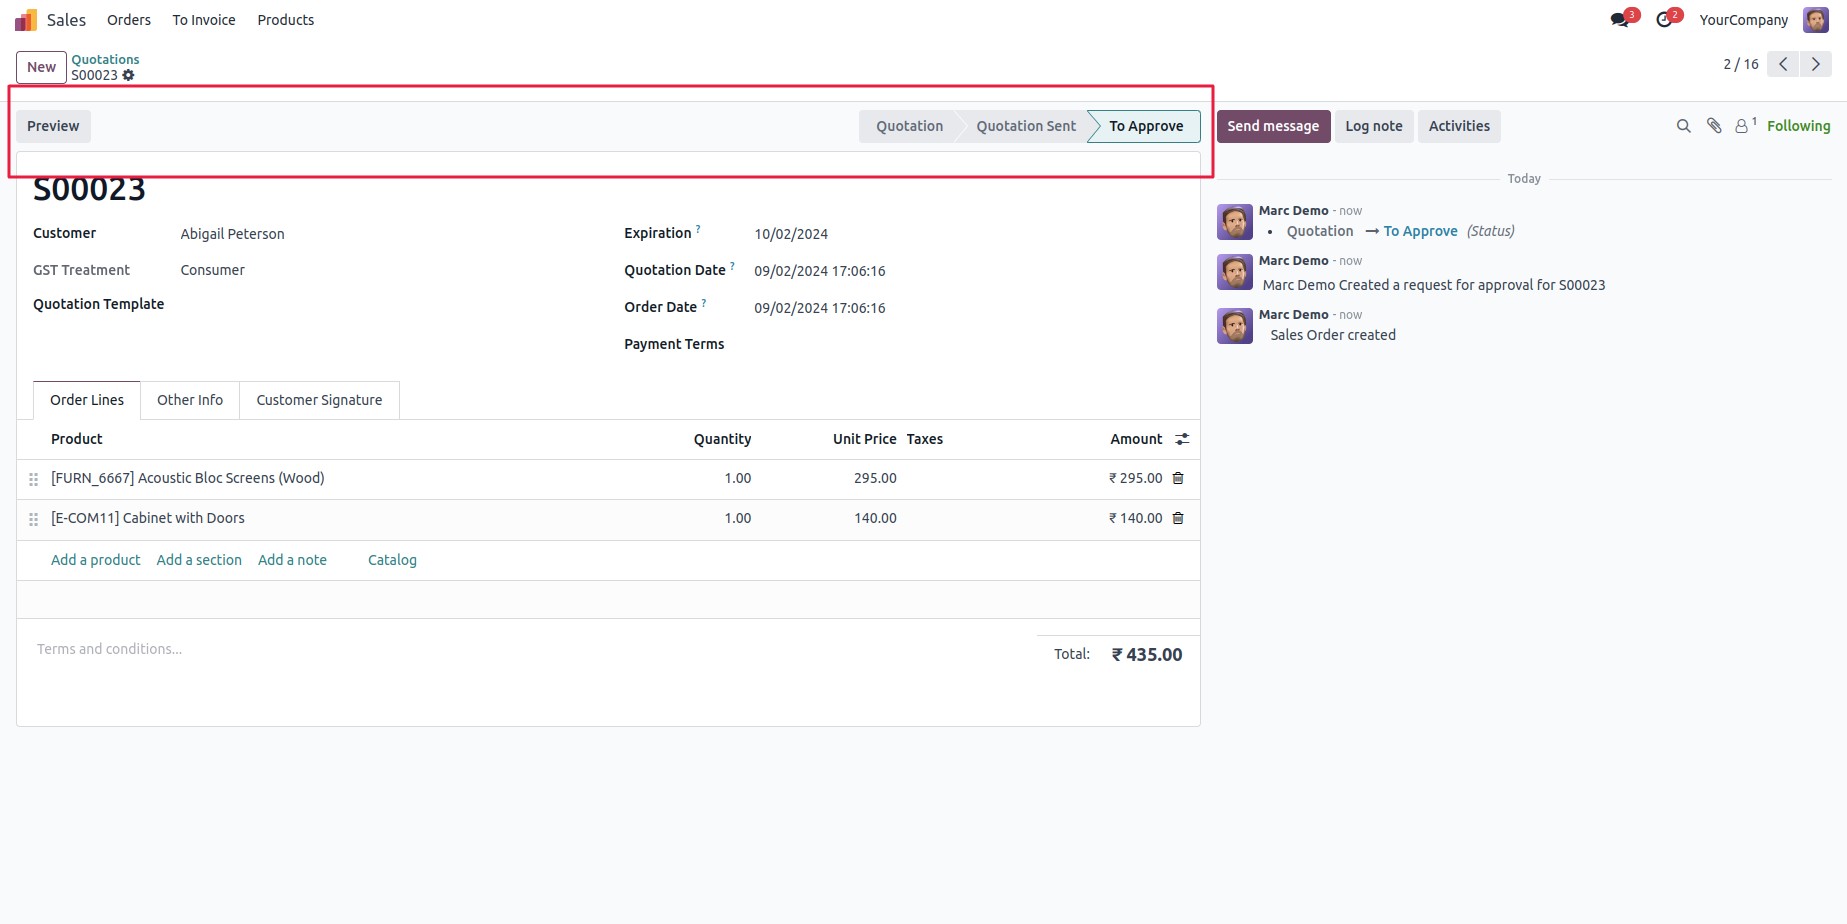 Sales Orders To Invoice Products 3 2 YourCompany
New Quotations
S00023 2 / 16
Preview Quotation Quotation Sent To Approve Send message Log note Activities 1 Following
S00023
Customer Abigail Peterson
GST Treatment Consumer
Quotation Template
Expiration ? 10/02/2024
Quotation Date ? 09/02/2024 17:06:16
Order Date ? 09/02/2024 17:06:16
Payment Terms
Order Lines Other Info Customer Signature
Product Quantity Unit Price Taxes Amount
[FURN_6667] Acoustic Bloc Screens (Wood) 1.00 295.00 ₹ 295.00
[E-COM11] Cabinet with Doors 1.00 140.00 ₹ 140.00
Add a product Add a section Add a note Catalog
Terms and conditions...
Total: ₹ 435.00
Today
Marc Demo - now
• Quotation → To Approve (Status)
Marc Demo - now
Marc Demo Created a request for approval for S00023
Marc Demo - now
Sales Order created